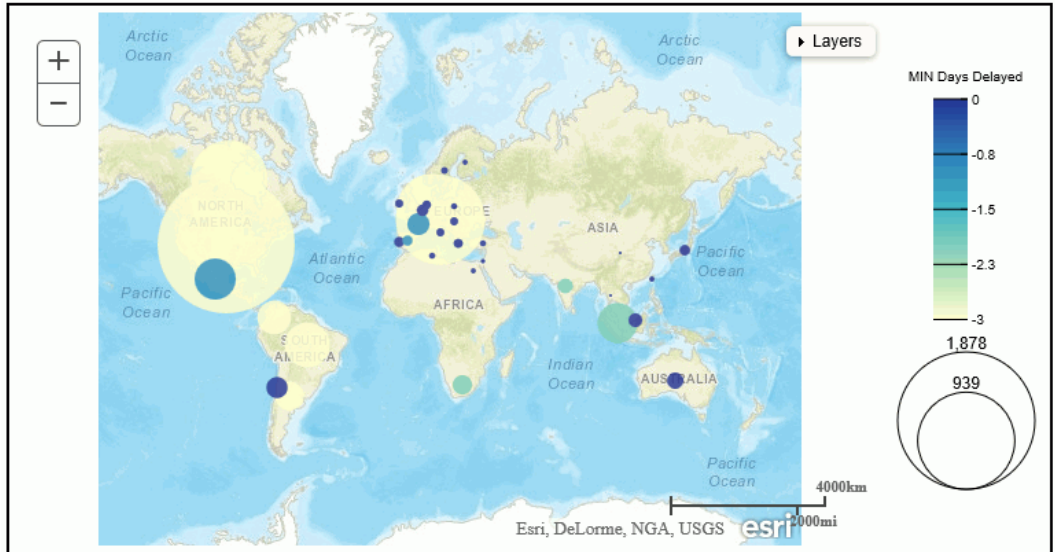 Arctic
Ocean
Arctic
Ocean
Layers
+
−
NORTH
AMERICA
EUROPE
ASIA
Atlantic
Ocean
Pacific
Ocean
Pacific
Ocean
AFRICA
SOUTH
AMERICA
Indian
Ocean
AUSTRALIA
Pacific
Ocean
4000km
2000mi
Esri, DeLorme, NGA, USGS
esri
MIN Days Delayed
0
-0.8
-1.5
-2.3
-3
1,878
939